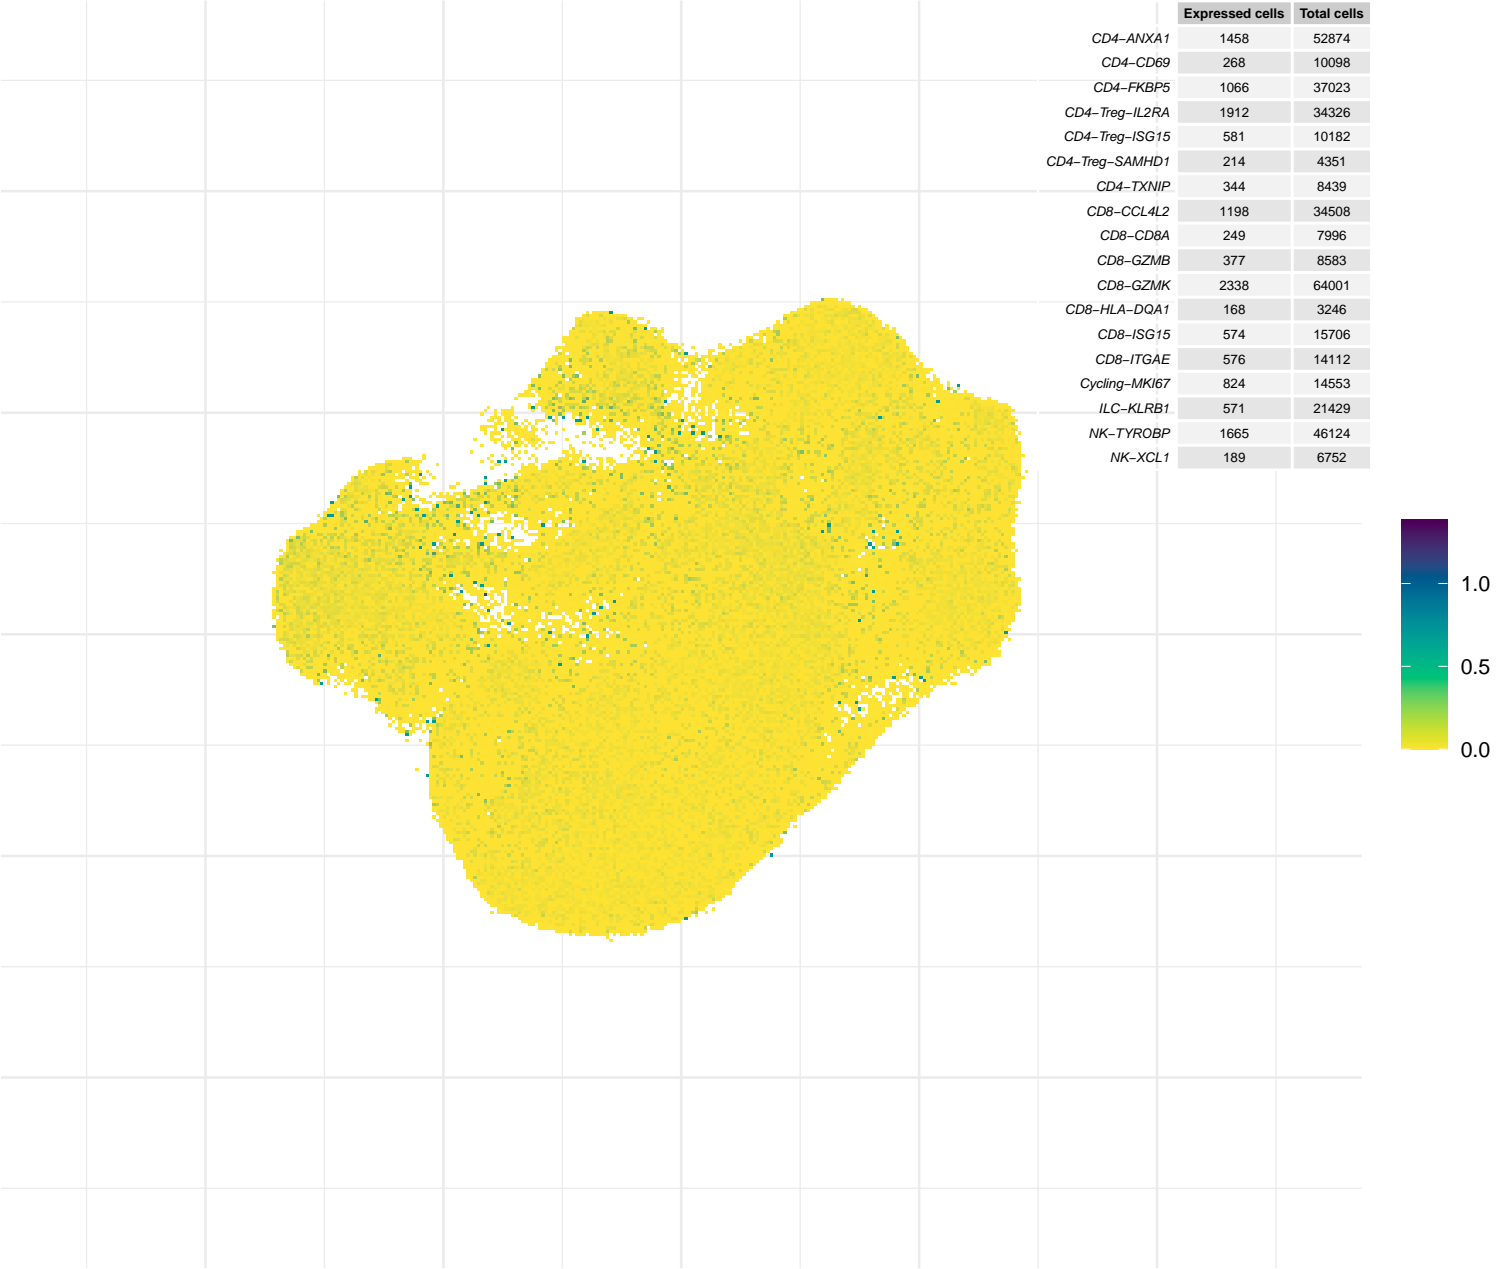 Expressed cells Total cells
CD4−ANXA1 1458 52874
CD4−CD69 268 10098
CD4−FKBP5 1066 37023
CD4−Treg−IL2RA 1912 34326
CD4−Treg−ISG15 581 10182
CD4−Treg−SAMHD1 214 4351
CD4−TXNIP 344 8439
CD8−CCL4L2 1198 34508
CD8−CD8A 249 7996
CD8−GZMB 377 8583
CD8−GZMK 2338 64001
CD8−HLA−DQA1 168 3246
CD8−ISG15 574 15706
CD8−ITGAE 576 14112
Cycling−MKI67 824 14553
ILC−KLRB1 571 21429
NK−TYROBP 1665 46124
NK−XCL1 189 6752
1.0
0.5
0.0